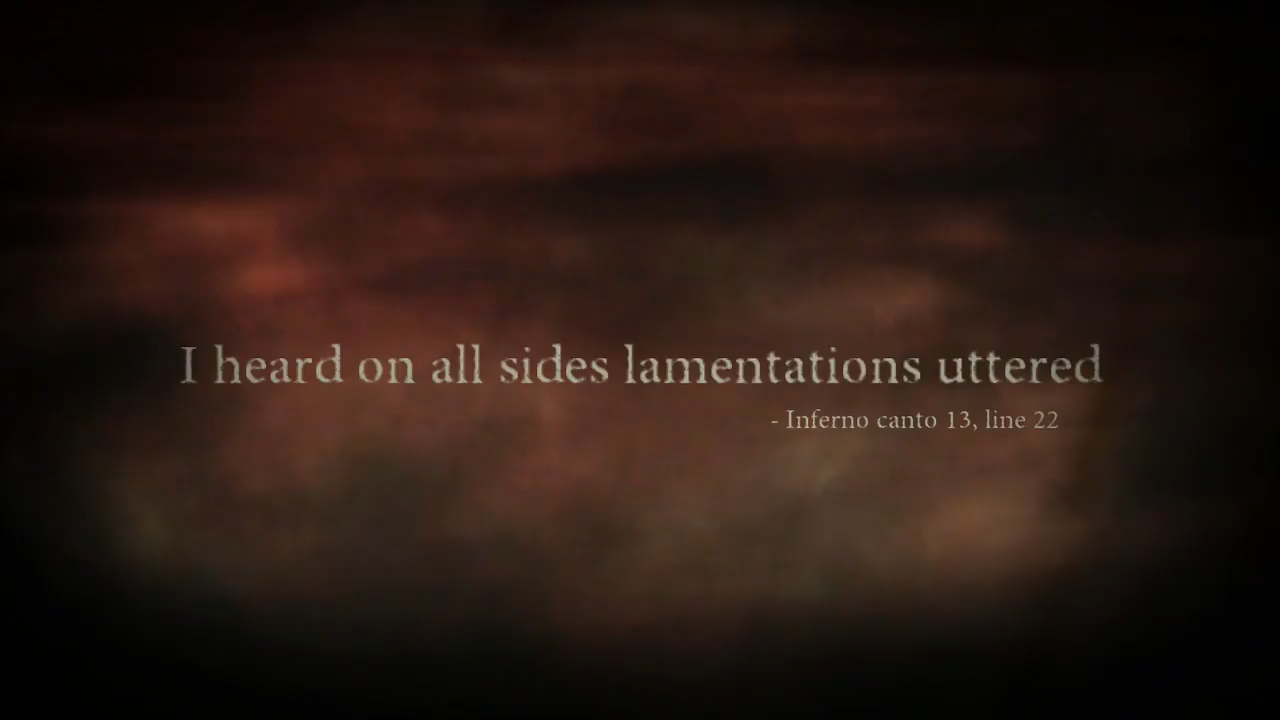 I heard on all sides lamentations uttered
- Inferno canto 13, line 22